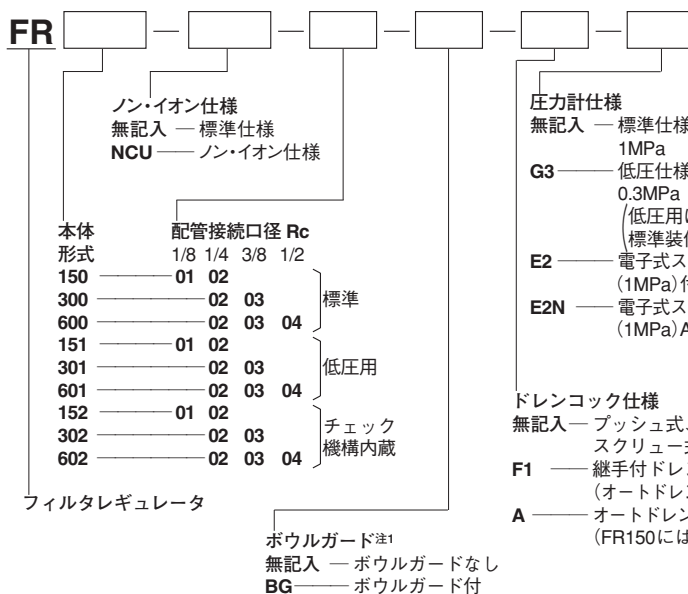 FR
ノン・イオン仕様
無記入 — 標準仕様
NCU —— ノン・イオン仕様
本体
形式
配管接続口径 Rc
1/8 1/4 3/8 1/2
150 ——— 01 02
300 ——— 02 03
600 ——— 02 03 04
標準
151 ——— 01 02
301 ——— 02 03
601 ——— 02 03 04
低圧用
152 ——— 01 02
302 ——— 02 03
602 ——— 02 03 04
チェック
機構内蔵
フィルタレギュレータ
ボウルガード注1
無記入 — ボウルガードなし
BG —— ボウルガード付
圧力計仕様
無記入 — 標準仕様
1MPa
G3 —— 低圧仕様
0.3MPa
(低圧用
標準装
E2 —— 電子式ス
(1MPa)
E2N —— 電子式ス
(1MPa)A
ドレンコック仕様
無記入 — プッシュ式
スクリュー
F1 —— 継手付ドレ
(オートドレ
A —— オートドレン
(FR150には